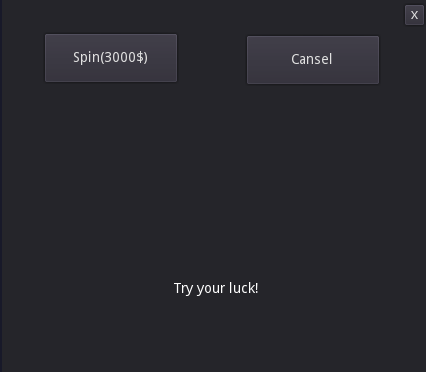 X
Spin(3000$)
Cansel
Try your luck!